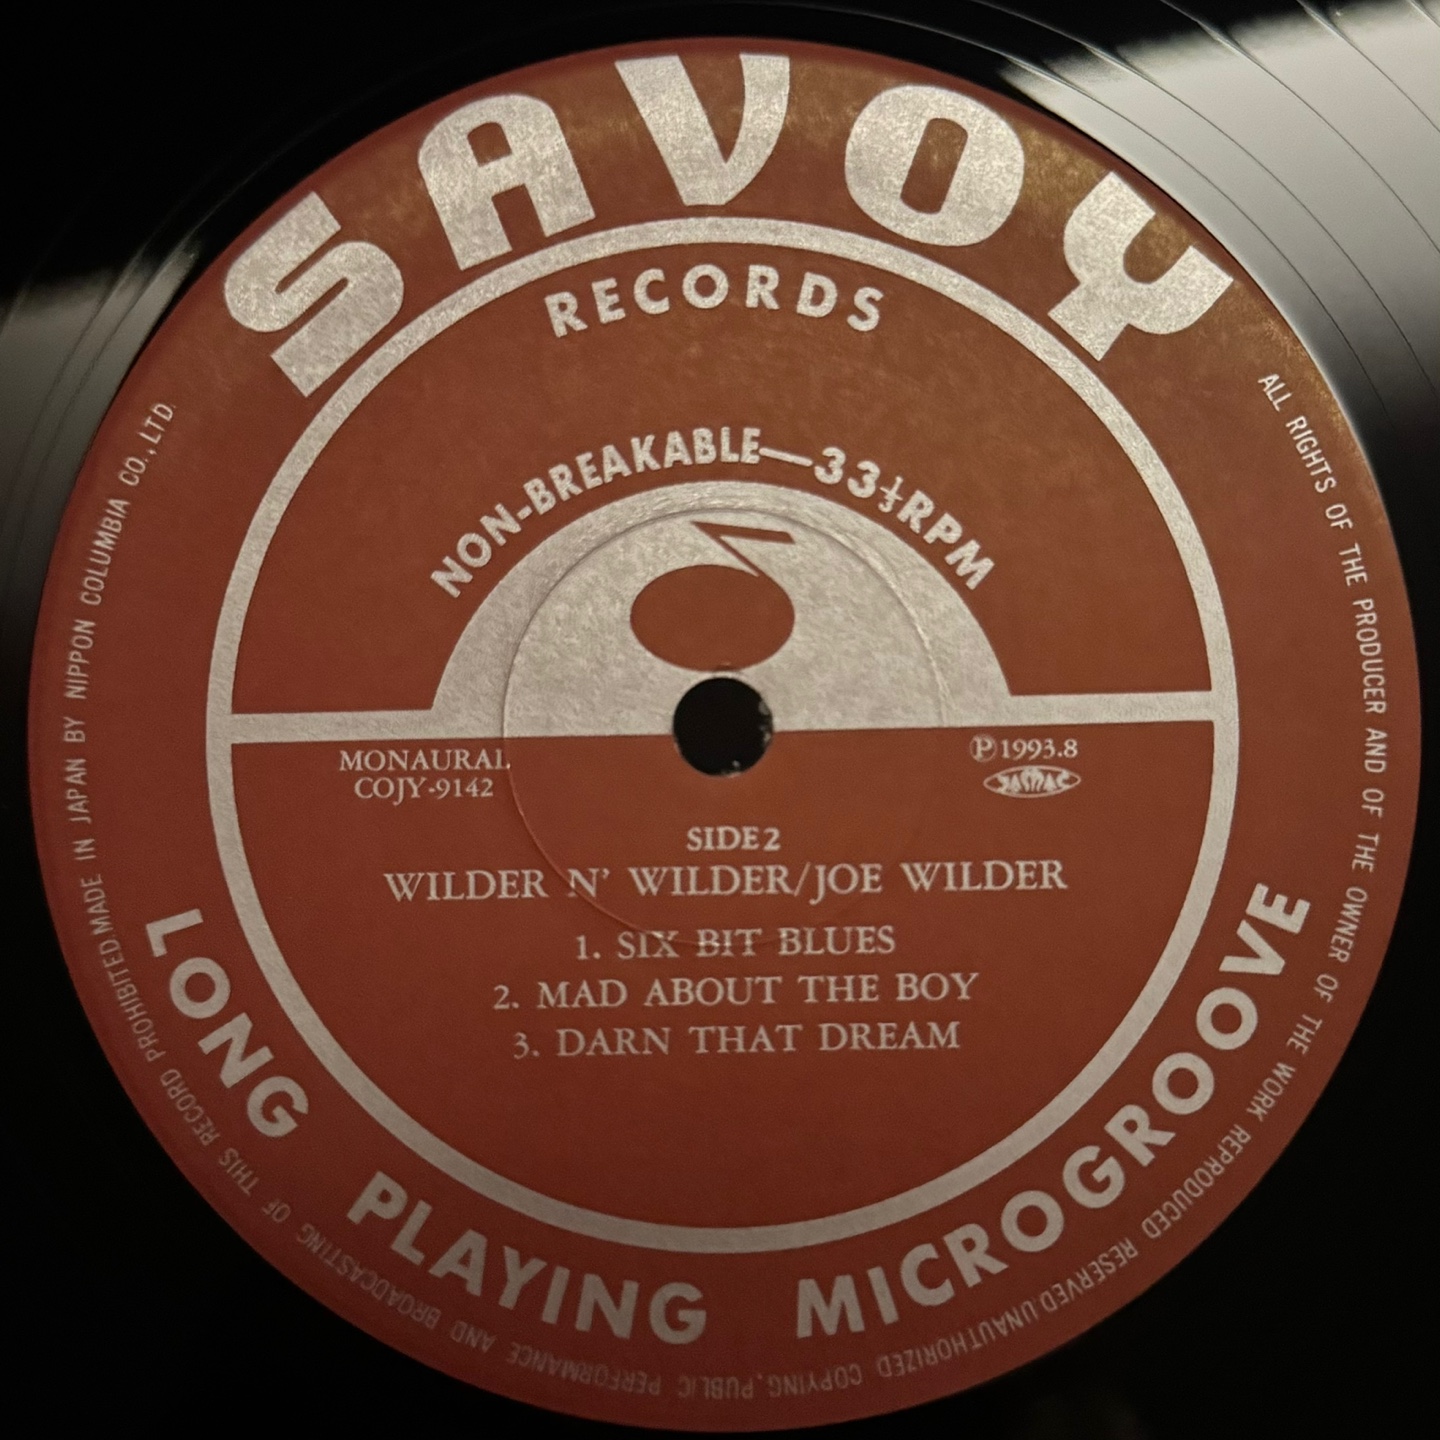 SAVOY
RECORDS
NON-BREAKABLE—33⅓RPM
MONAURAL
COJY-9142
Ⓟ1993.8
JASRAC
SIDE 2
WILDER N' WILDER/JOE WILDER
1. SIX BIT BLUES
2. MAD ABOUT THE BOY
3. DARN THAT DREAM
LONG PLAYING MICROGROOVE
ALL RIGHTS OF THE PRODUCER AND OF THE OWNER OF THE WORK REPRODUCED RESERVED.UNAUTHORIZED COPYING,PUBLIC PERFORMANCE AND BROADCASTING OF THIS RECORD PROHIBITED.MADE IN JAPAN BY NIPPON COLUMBIA CO.,LTD.